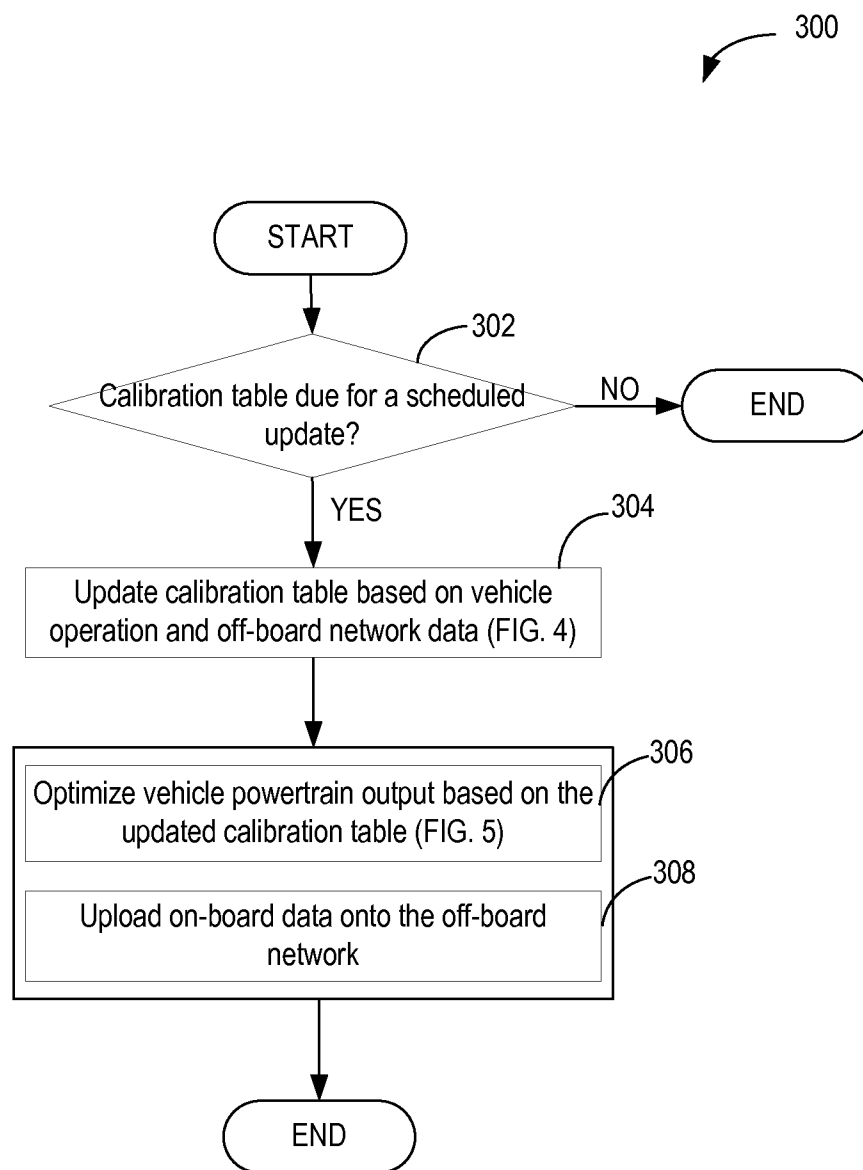 300
START
302
Calibration table due for a scheduled
update?
NO
END
YES
304
Update calibration table based on vehicle
operation and off-board network data (FIG. 4)
306
Optimize vehicle powertrain output based on the
updated calibration table (FIG. 5)
308
Upload on-board data onto the off-board
network
END